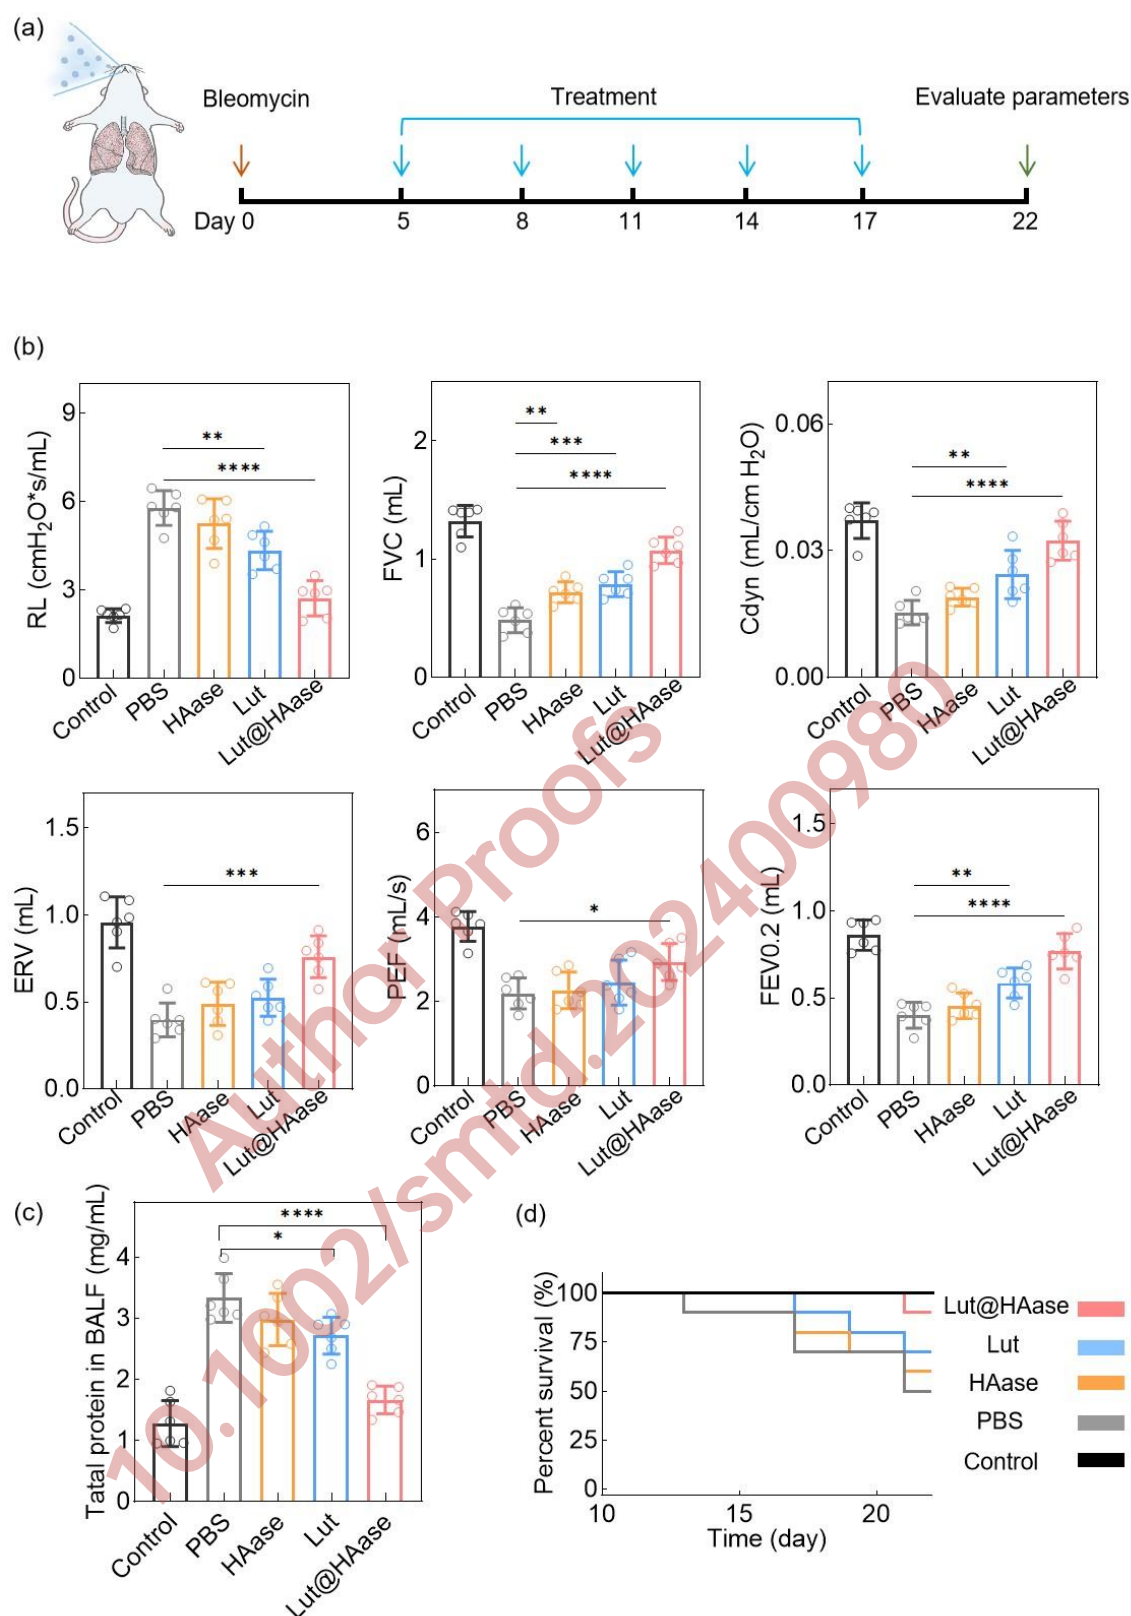 (a)
Bleomycin
Treatment
Evaluate parameters
Day 0
5
8
11
14
17
22
(b)
RL (cmH2O*s/mL)
9
6
3
0
**
****
Control
PBS
HAase
Lut
Lut@HAase
FVC (mL)
2
1
0
**
***
****
Control
PBS
HAase
Lut
Lut@HAase
Cdyn (mL/cm H2O)
0.06
0.03
0.00
**
****
Control
PBS
HAase
Lut
Lut@HAase
ERV (mL)
1.5
1.0
0.5
0.0
***
Control
PBS
HAase
Lut
Lut@HAase
PEF (mL/s)
6
4
2
0
*
Control
PBS
HAase
Lut
Lut@HAase
FEV0.2 (mL)
1.5
1.0
0.5
0.0
**
****
Control
PBS
HAase
Lut
Lut@HAase
(c)
Tatal protein in BALF (mg/mL)
4
3
2
1
0
****
*
Control
PBS
HAase
Lut
Lut@HAase
(d)
Percent survival (%)
100
75
50
25
0
10
15
20
Time (day)
Lut@HAase
Lut
HAase
PBS
Control
Author Proofs
10.1002/smtd.202400980